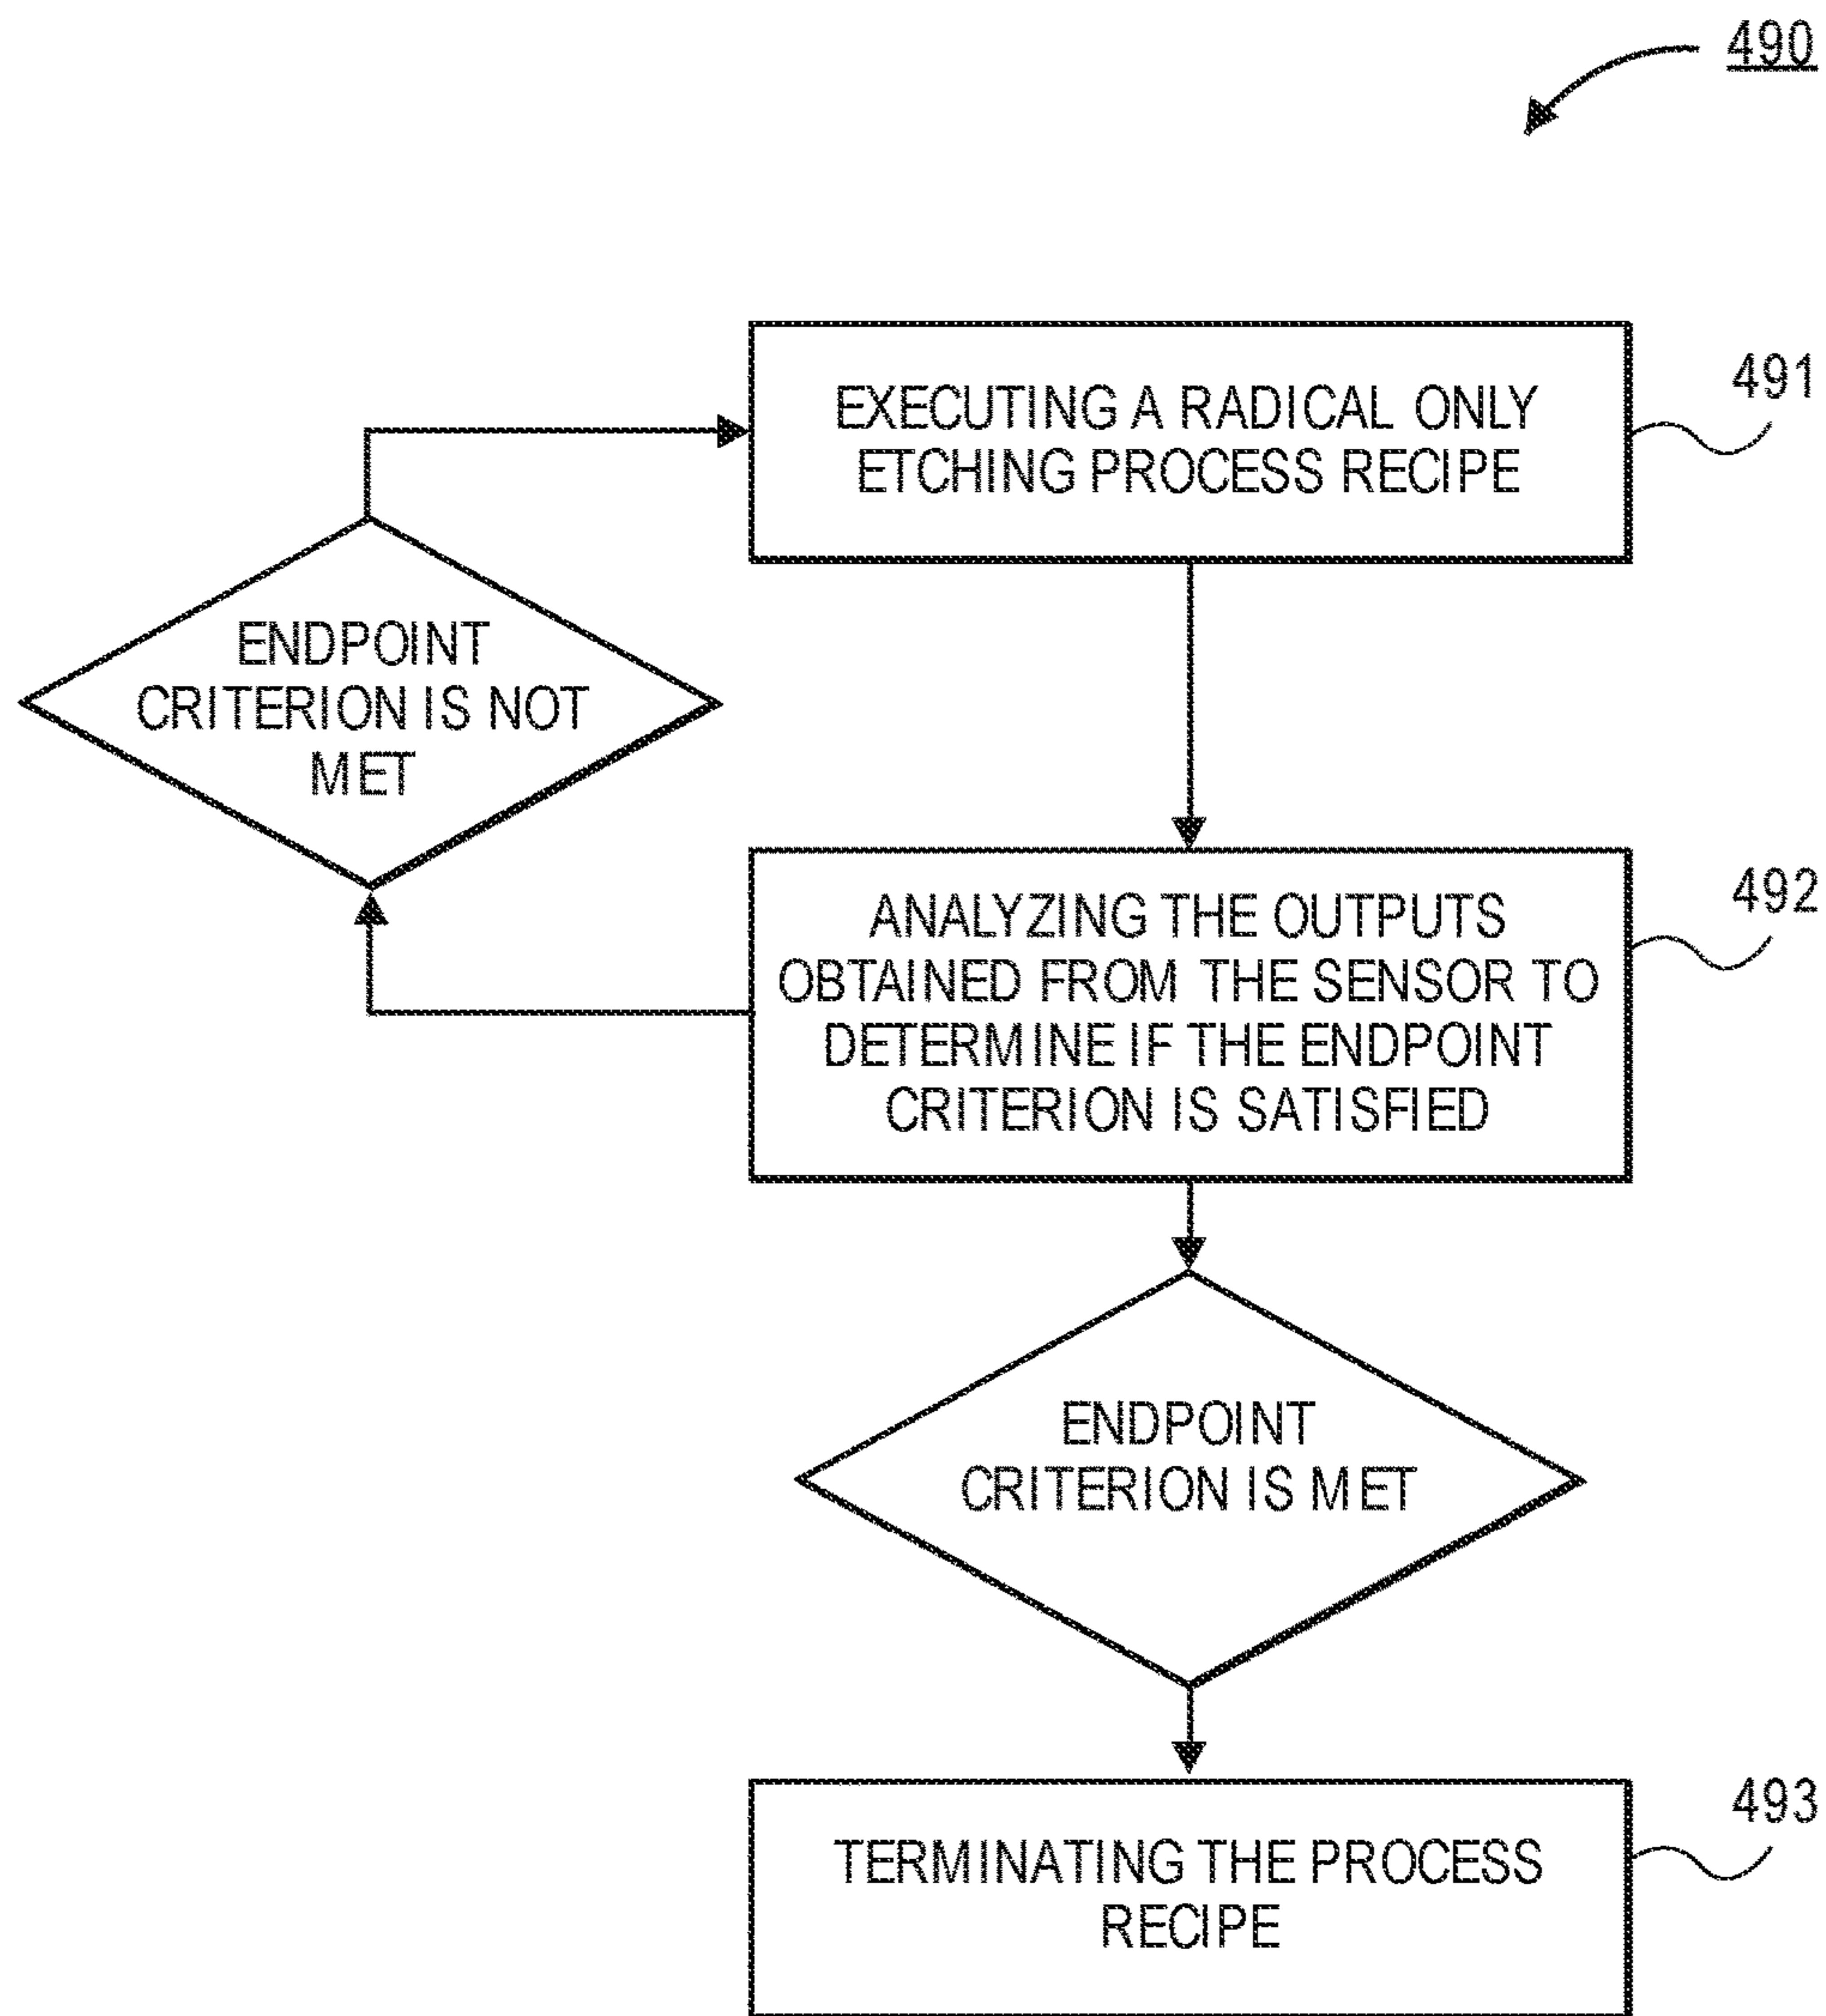 490
EXECUTING A RADICAL ONLY
ETCHING PROCESS RECIPE
491
ENDPOINT
CRITERION IS NOT
MET
ANALYZING THE OUTPUTS
OBTAINED FROM THE SENSOR TO
DETERMINE IF THE ENDPOINT
CRITERION IS SATISFIED
492
ENDPOINT
CRITERION IS MET
TERMINATING THE PROCESS
RECIPE
493